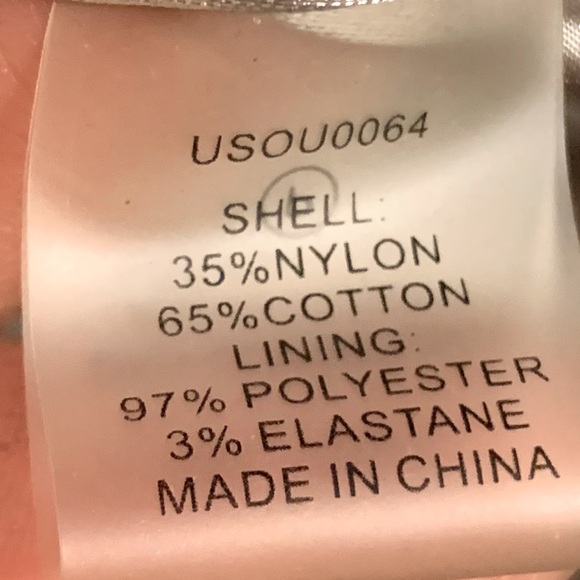 USOU0064
SHELL:
35%NYLON
65%COTTON
LINING:
97% POLYESTER
3% ELASTANE
MADE IN CHINA